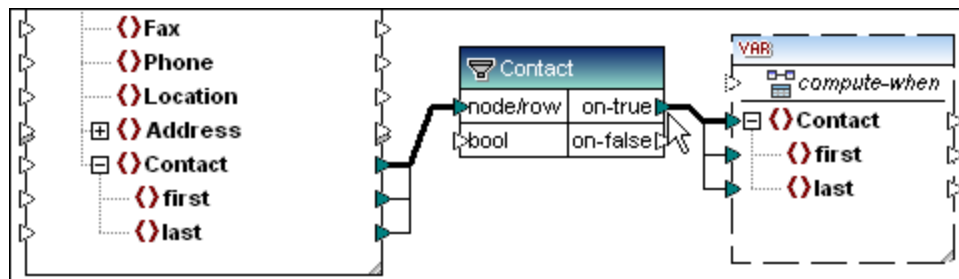 Fax
Phone
Location
Address
Contact
first
last
Contact
node/row on-true
bool on-false
VAR
compute-when
Contact
first
last